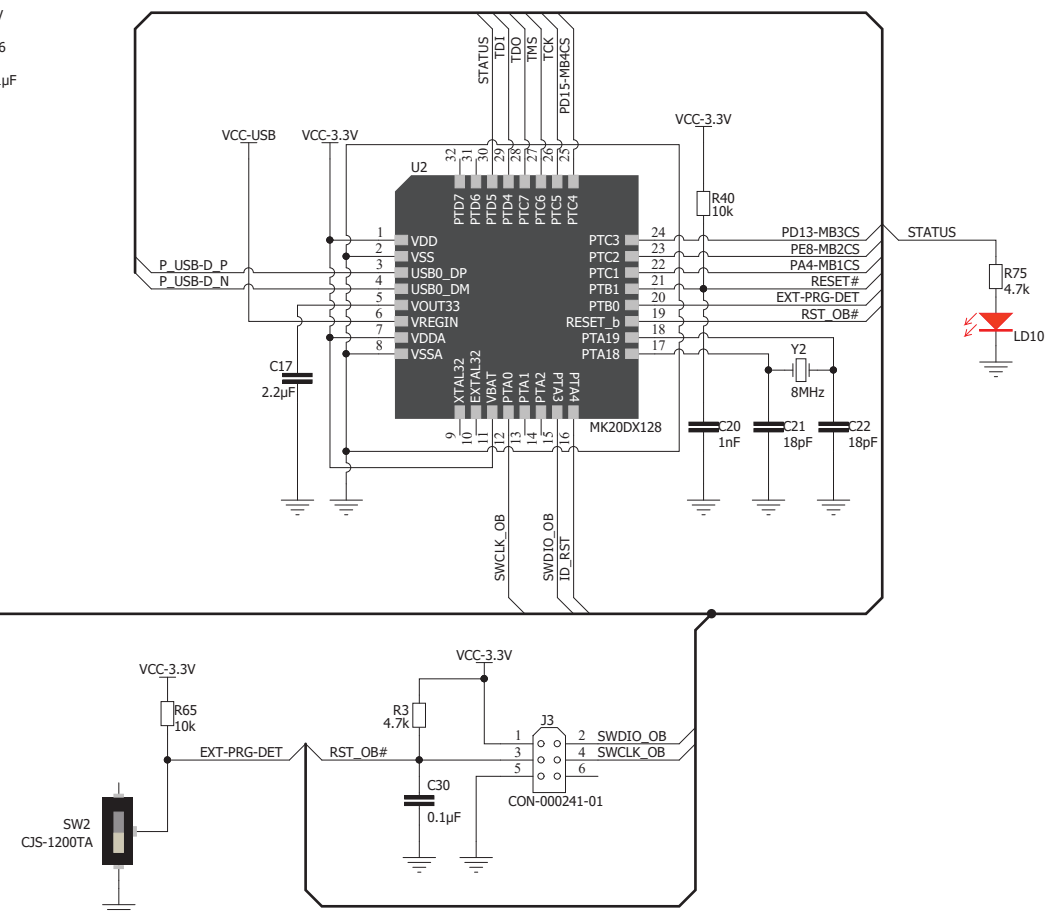 V
6
µF
STATUS
TDI
TDO
TMS
TCK
PD15-MB4CS
VCC-USB
VCC-3.3V
VCC-3.3V
32
31
30
29
28
27
26
25
U2
PTD7
PTD6
PTD5
PTD4
PTC7
PTC6
PTC5
PTC4
R40
10k
1 VDD
2 VSS
P_USB-D_P 3 USB0_DP
P_USB-D_N 4 USB0_DM
5 VOUT33
6 VREGIN
7 VDDA
8 VSSA
PTC3 24 PD13-MB3CS
PTC2 23 PE8-MB2CS
PTC1 22 PA4-MB1CS
PTB1 21 RESET#
PTB0 20 EXT-PRG-DET
RESET_b 19 RST_OB#
PTA19 18
PTA18 17
STATUS
R75
4.7k
LD10
C17
2.2µF
Y2
8MHz
XTAL32
EXTAL32
VBAT
PTA0
PTA1
PTA2
PTA3
PTA4
9
10
11
12
13
14
15
16
MK20DX128
C20
1nF
C21
18pF
C22
18pF
SWCLK_OB
SWDIO_OB
ID_RST
VCC-3.3V
R65
10k
EXT-PRG-DET
SW2
CJS-1200TA
VCC-3.3V
R3
4.7k
RST_OB#
C30
0.1µF
J3
1 2 SWDIO_OB
3 4 SWCLK_OB
5 6
CON-000241-01